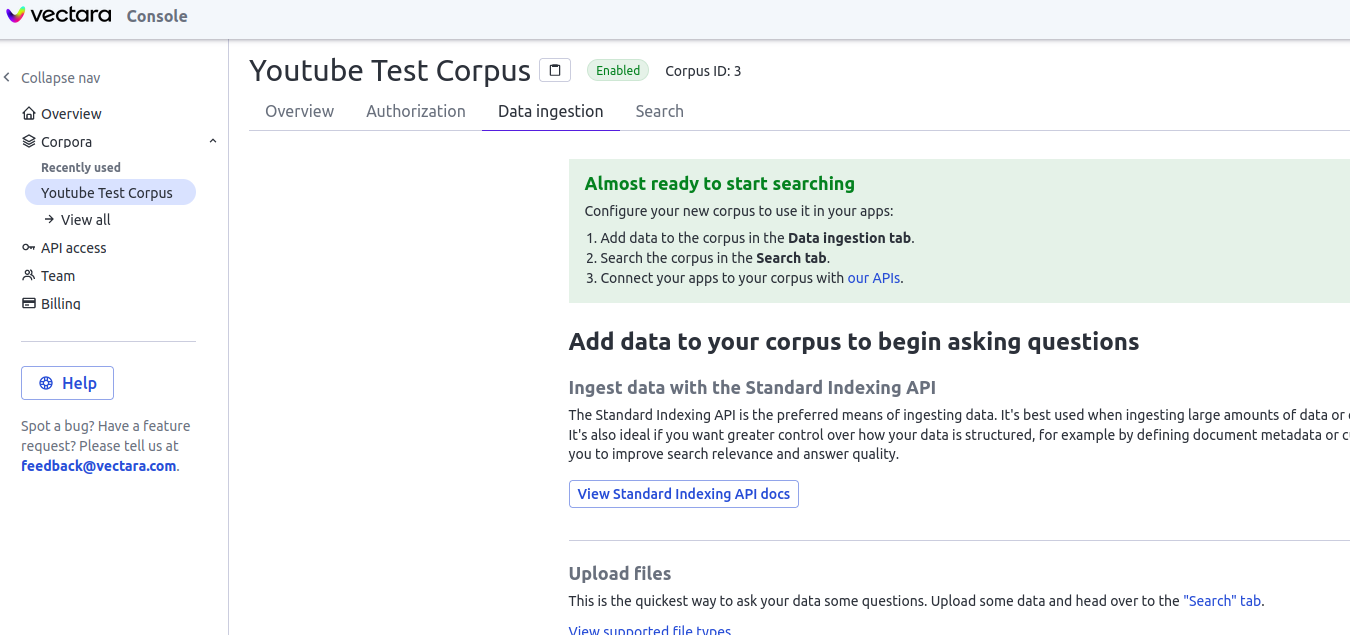 vectara Console
Collapse nav
Overview
Corpora
Recently used
Youtube Test Corpus
View all
API access
Team
Billing
Help
Spot a bug? Have a feature
request? Please tell us at
feedback@vectara.com.
Youtube Test Corpus Enabled Corpus ID: 3
Overview Authorization Data ingestion Search
Almost ready to start searching
Configure your new corpus to use it in your apps:
1. Add data to the corpus in the Data ingestion tab.
2. Search the corpus in the Search tab.
3. Connect your apps to your corpus with our APIs.
Add data to your corpus to begin asking questions
Ingest data with the Standard Indexing API
The Standard Indexing API is the preferred means of ingesting data. It's best used when ingesting large amounts of data or
It's also ideal if you want greater control over how your data is structured, for example by defining document metadata or
you to improve search relevance and answer quality.
View Standard Indexing API docs
Upload files
This is the quickest way to ask your data some questions. Upload some data and head over to the "Search" tab.
View supported file types